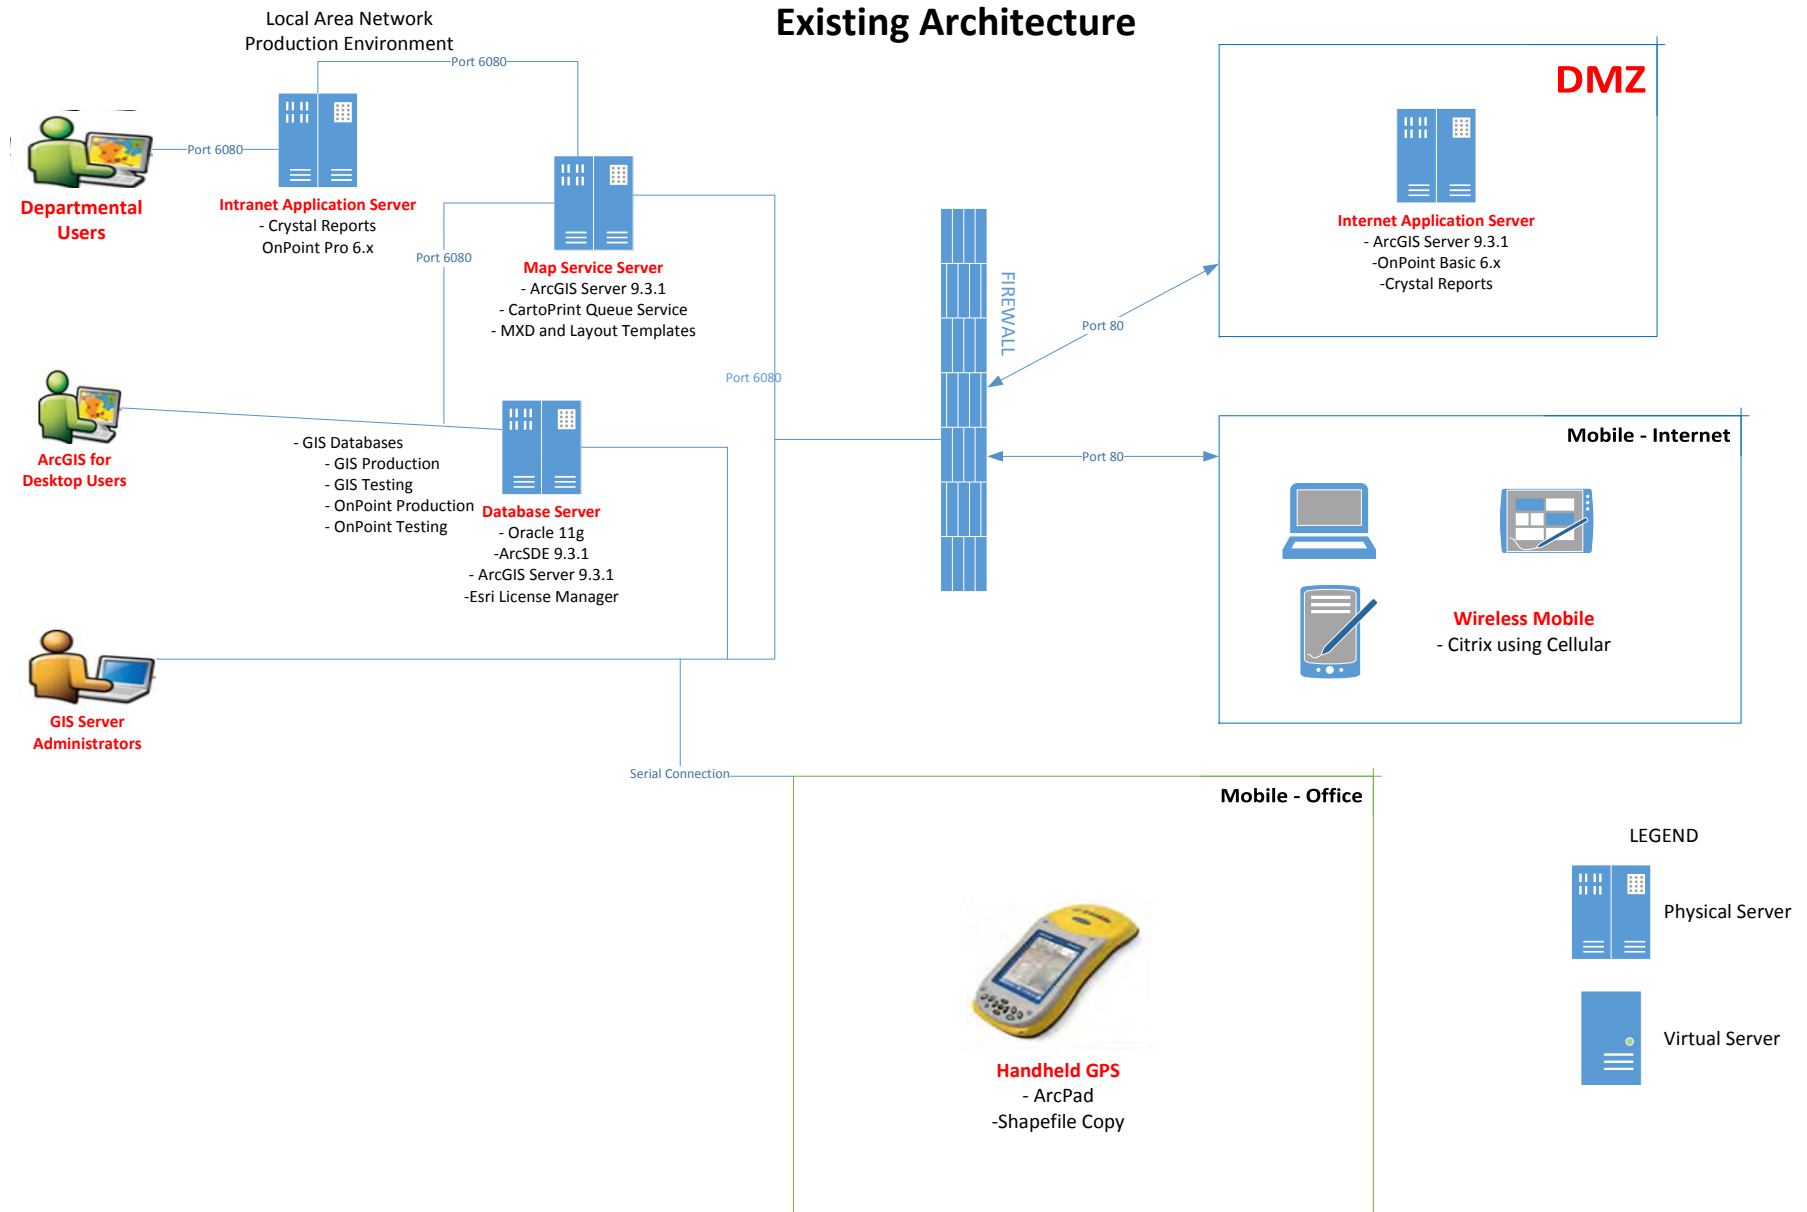 Existing Architecture
Local Area Network
Production Environment
Port 6080
DMZ
Port 6080
Departmental
Users
Intranet Application Server
- Crystal Reports
OnPoint Pro 6.x
Port 6080
Map Service Server
- ArcGIS Server 9.3.1
- CartoPrint Queue Service
- MXD and Layout Templates
FIREWALL
Internet Application Server
- ArcGIS Server 9.3.1
-OnPoint Basic 6.x
-Crystal Reports
Port 80
Port 6080
ArcGIS for
Desktop Users
- GIS Databases
- GIS Production
- GIS Testing
- OnPoint Production
- OnPoint Testing
Database Server
- Oracle 11g
-ArcSDE 9.3.1
- ArcGIS Server 9.3.1
-Esri License Manager
Port 80
Mobile - Internet
Wireless Mobile
- Citrix using Cellular
GIS Server
Administrators
Serial Connection
Mobile - Office
Handheld GPS
- ArcPad
-Shapefile Copy
LEGEND
Physical Server
Virtual Server